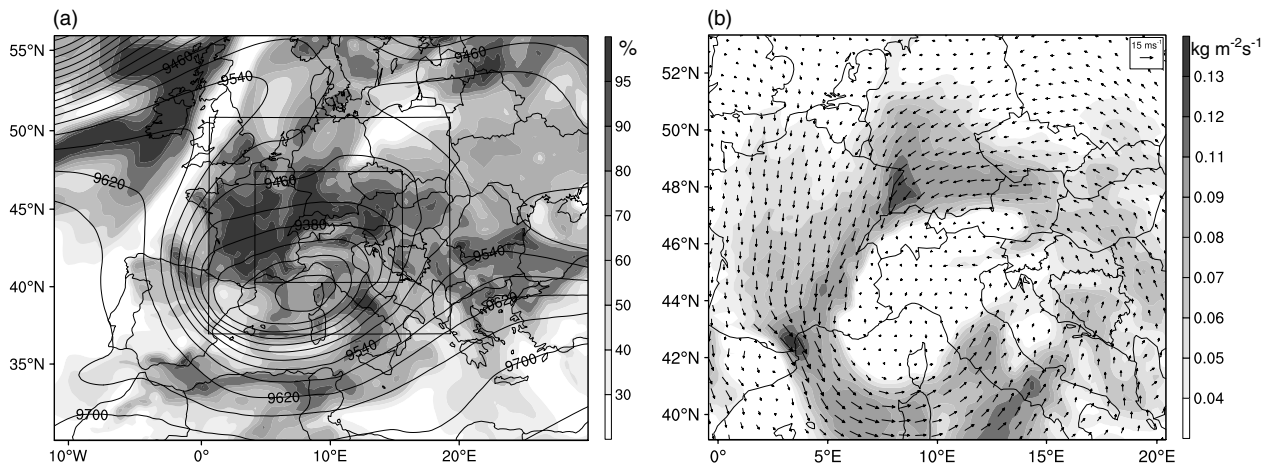 (a)
9460
9460
9540
9620
9460
9380
9540
9620
9540
9700
9620
9700
55°N
50°N
45°N
40°N
35°N
10°W 0° 10°E 20°E
%
95
90
80
70
60
50
40
30
(b)
15 ms⁻¹
52°N
50°N
48°N
46°N
44°N
42°N
40°N
0° 5°E 10°E 15°E 20°E
kg m⁻²s⁻¹
0.13
0.12
0.11
0.09
0.08
0.07
0.06
0.05
0.04